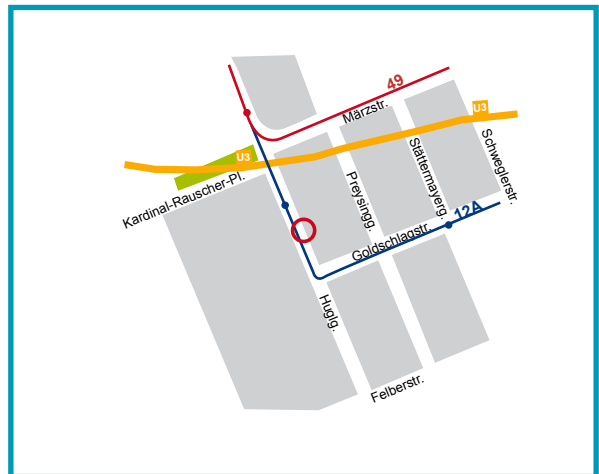 49
Märzstr.
U3
U3
Kardinal-Rauscher-Pl.
Preysingg.
Stättermayerg.
Schweglerstr.
12A
Goldschlagstr.
Huglg.
Felberstr.